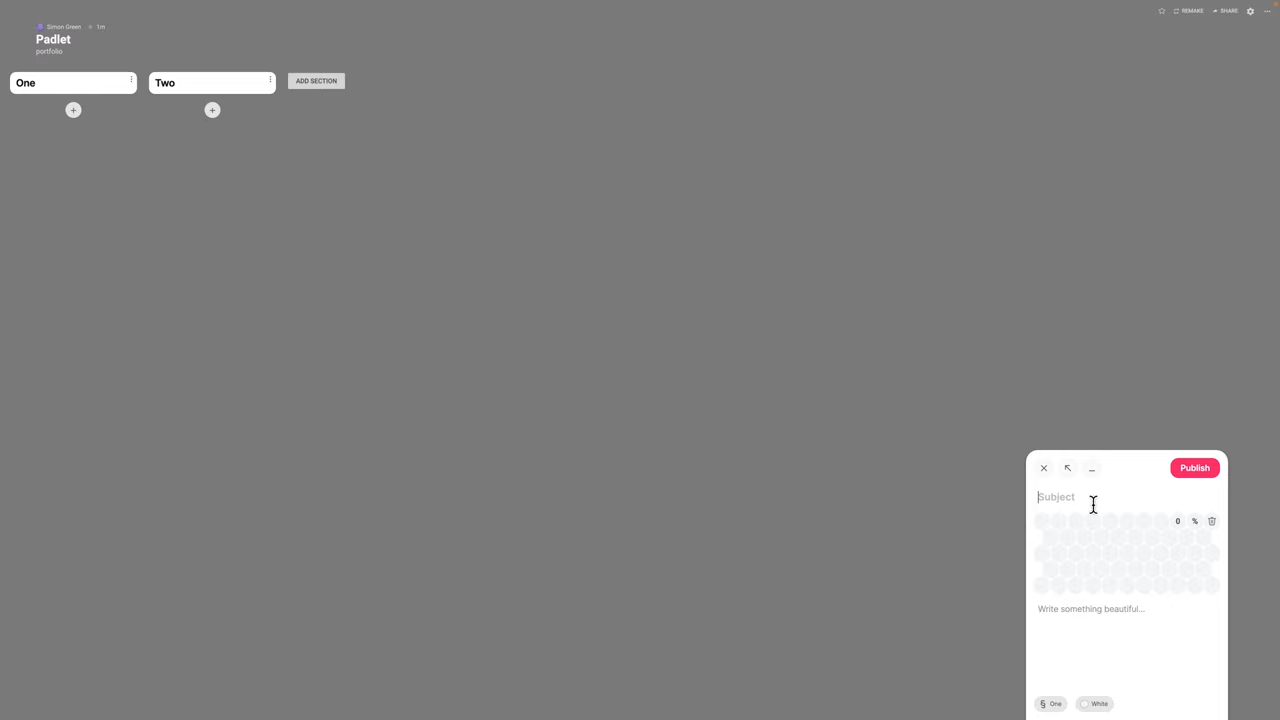 Simon Green 1m
REMAKE SHARE
Padlet
portfolio
One
Two
ADD SECTION
Publish
Subject
0 %
Write something beautiful...
One
White